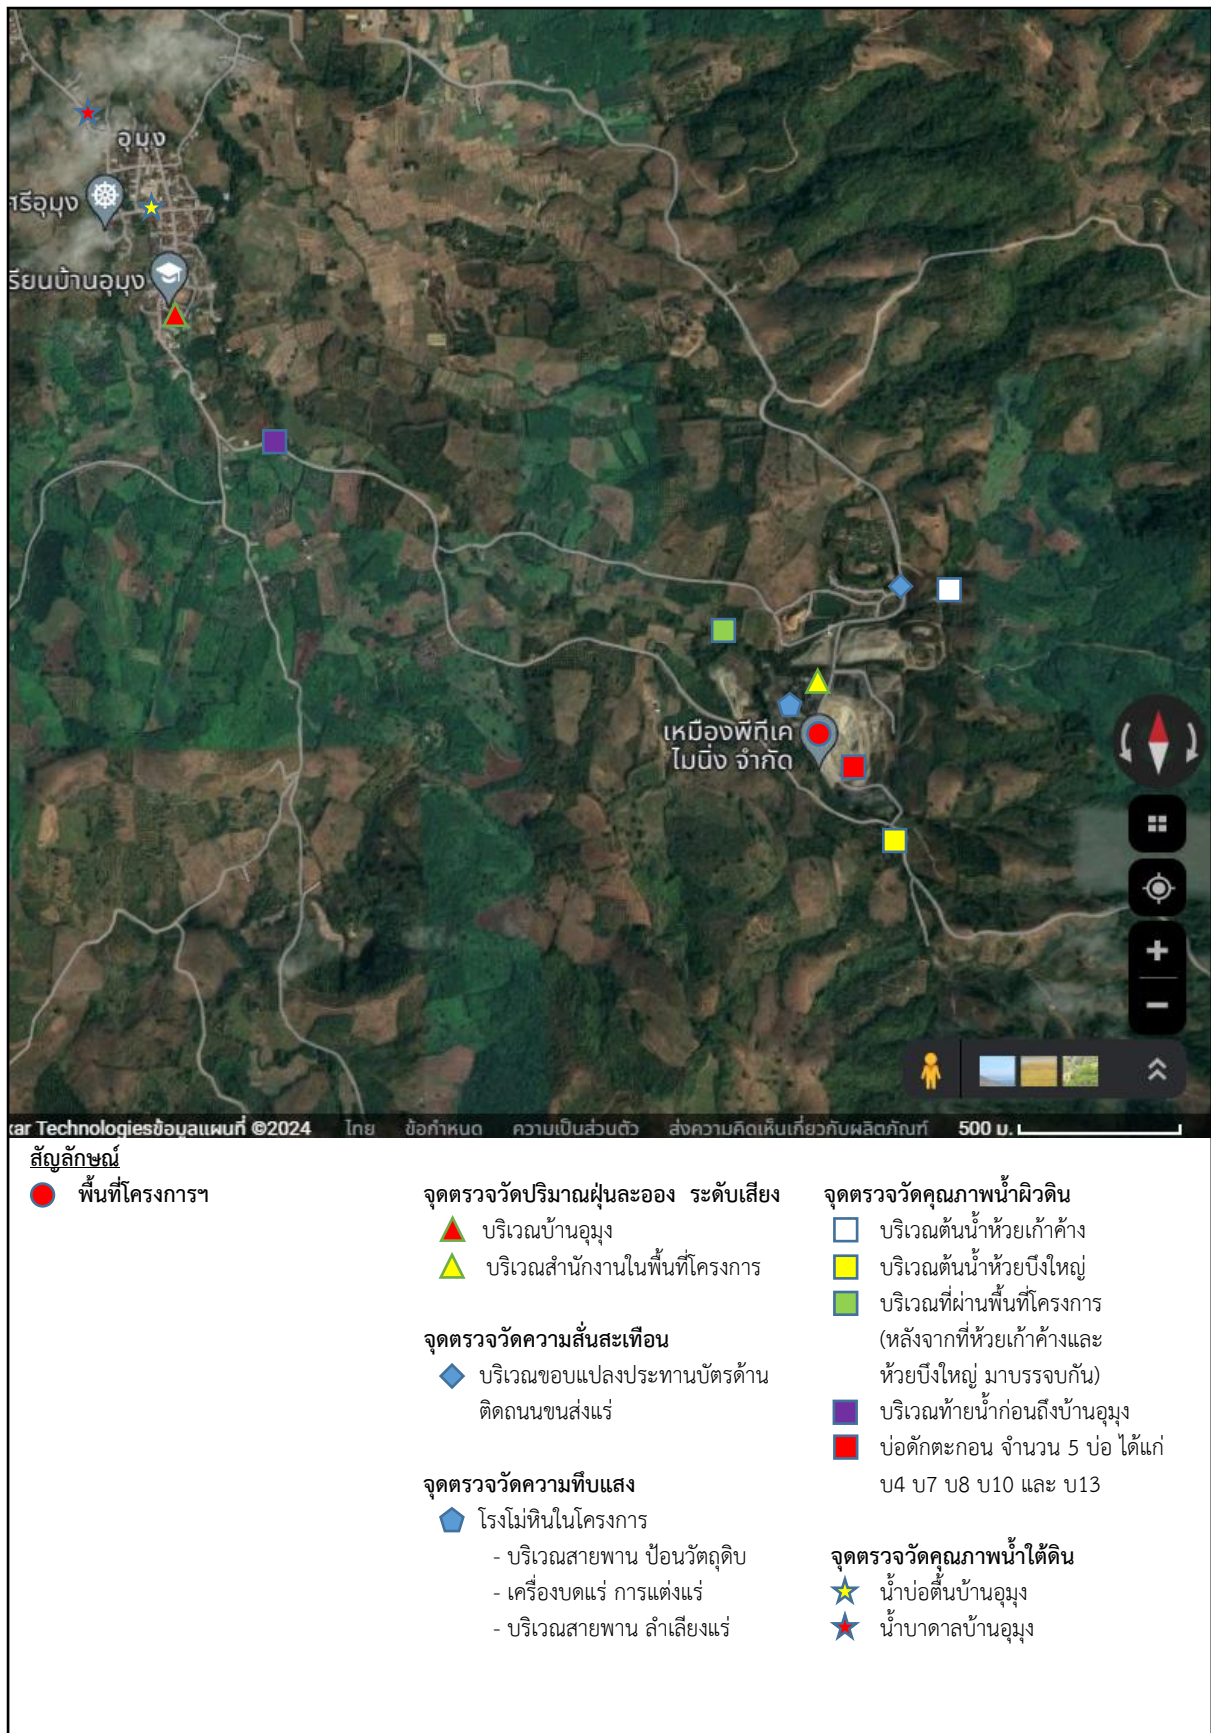 อุมุง
ศรีอุมุง
รียนบ้านอุมุง
เหมืองพีทีเค
ไมนิ่ง จำกัด
xar Technologiesข้อมูลแผนที่ ©2024 ไทย ข้อกำหนด ความเป็นส่วนตัว ส่งความคิดเห็นเกี่ยวกับผลิตภัณฑ์ 500 ม.
สัญลักษณ์
พื้นที่โครงการฯ
จุดตรวจวัดปริมาณฝุ่นละออง ระดับเสียง
บริเวณบ้านอุมุง
บริเวณสำนักงานในพื้นที่โครงการ
จุดตรวจวัดความสั่นสะเทือน
บริเวณขอบแปลงประทานบัตรด้าน
ติดถนนขนส่งแร่
จุดตรวจวัดความทึบแสง
โรงโม่หินในโครงการ
- บริเวณสายพาน ป้อนวัตถุดิบ
- เครื่องบดแร่ การแต่งแร่
- บริเวณสายพาน ลำเลียงแร่
จุดตรวจวัดคุณภาพน้ำผิวดิน
บริเวณต้นน้ำห้วยเก้าค้าง
บริเวณต้นน้ำห้วยบึงใหญ่
บริเวณที่ผ่านพื้นที่โครงการ
(หลังจากที่ห้วยเก้าค้างและ
ห้วยบึงใหญ่ มาบรรจบกัน)
บริเวณท้ายน้ำก่อนถึงบ้านอุมุง
บ่อดักตะกอน จำนวน 5 บ่อ ได้แก่
บ4 บ7 บ8 บ10 และ บ13
จุดตรวจวัดคุณภาพน้ำใต้ดิน
น้ำบ่อตื้นบ้านอุมุง
น้ำบาดาลบ้านอุมุง